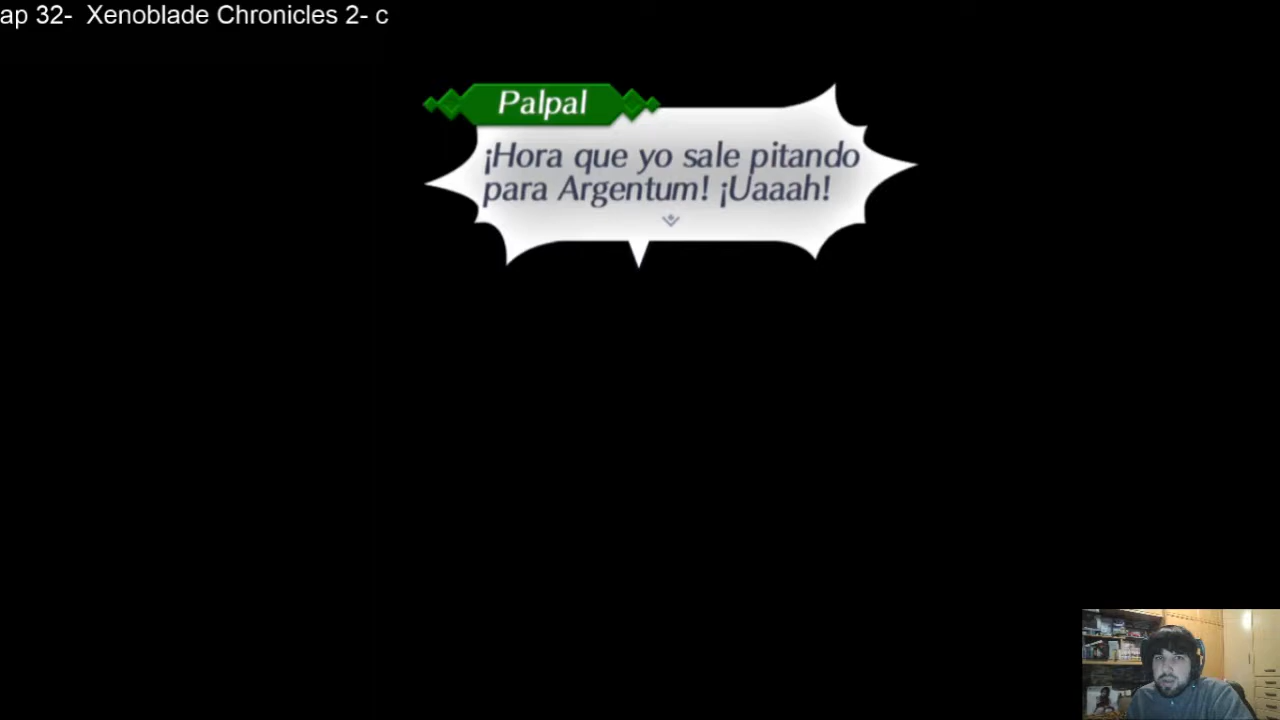 ap 32-  Xenoblade Chronicles 2- c
Palpal
¡Hora que yo sale pitando
para Argentum! ¡Uaaah!